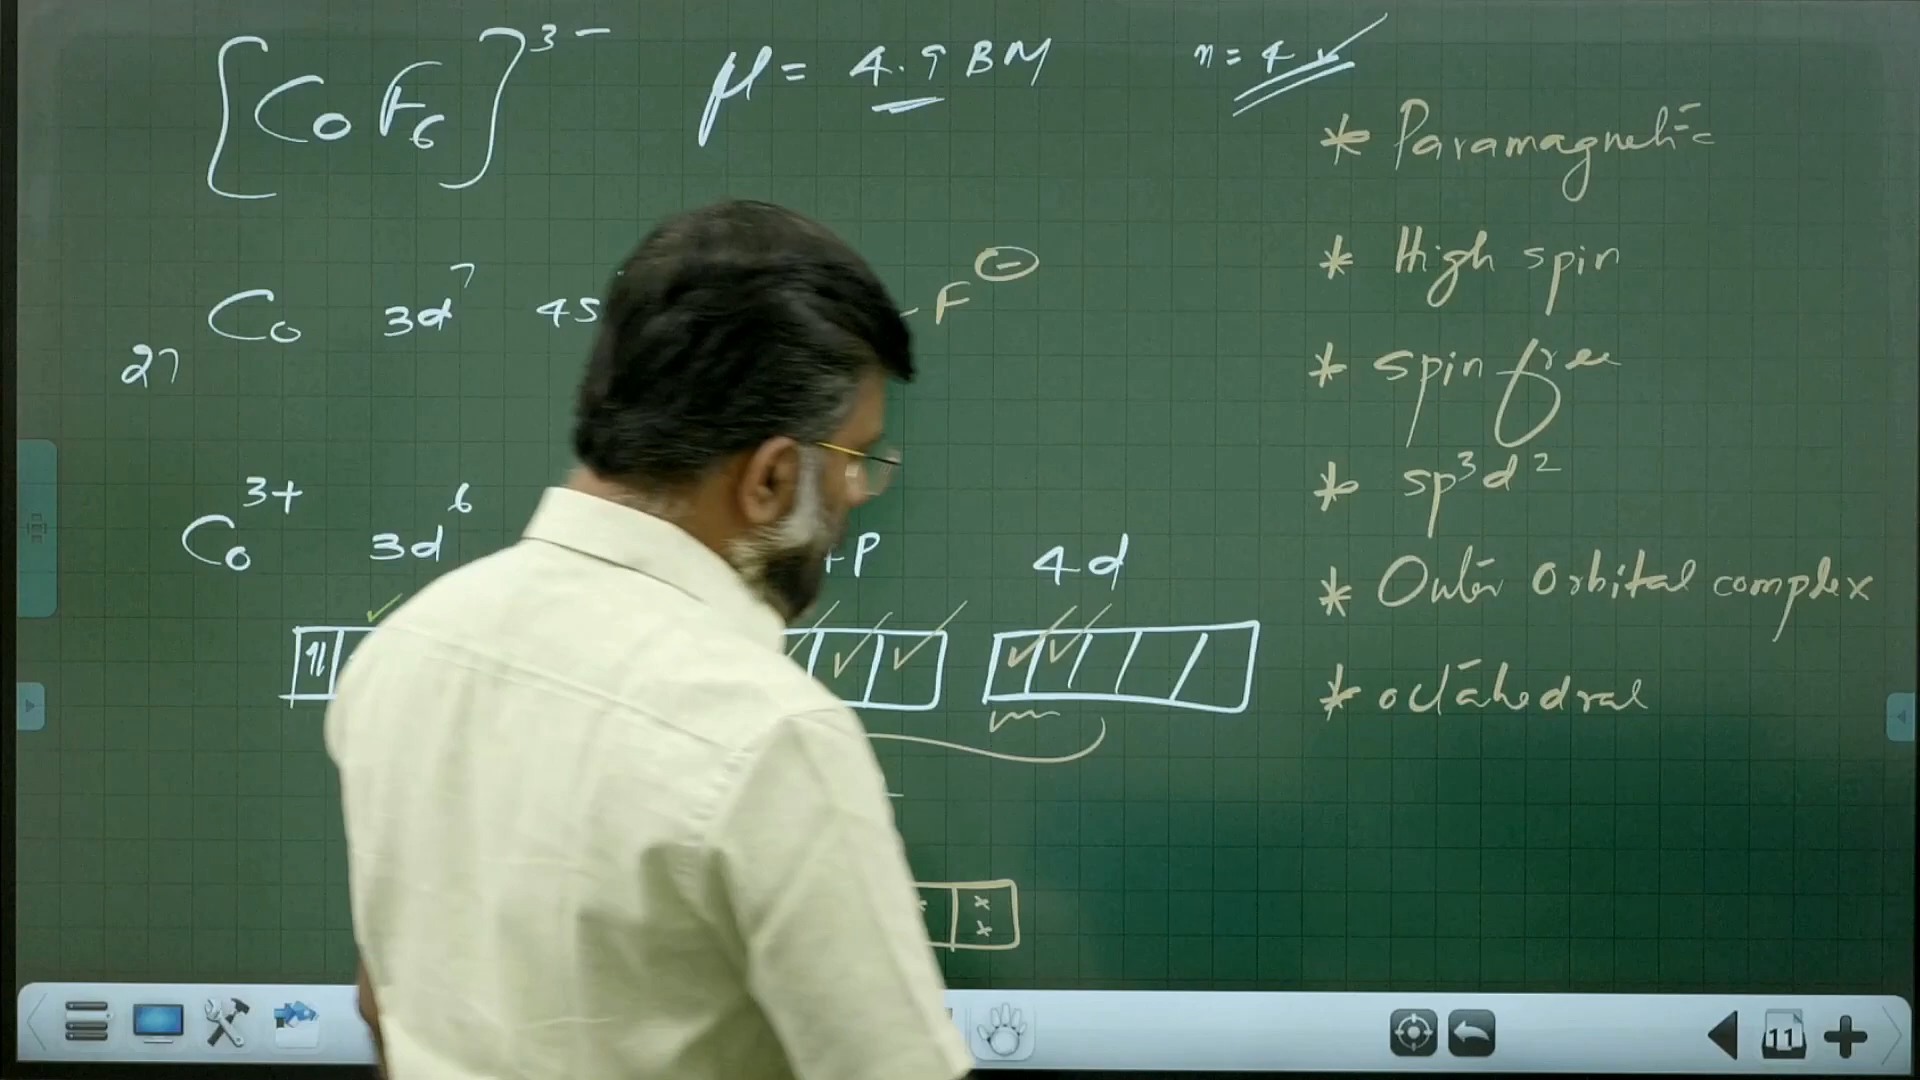 [CoF6]3- μ = 4.9 BM n = 4 ✓
* Paramagnetic
* High spin
Co 3d7 4s - F-
27
* spin free
* sp3d2
Co3+ 3d6 4d
* Outer Orbital complex
* octahedral
11